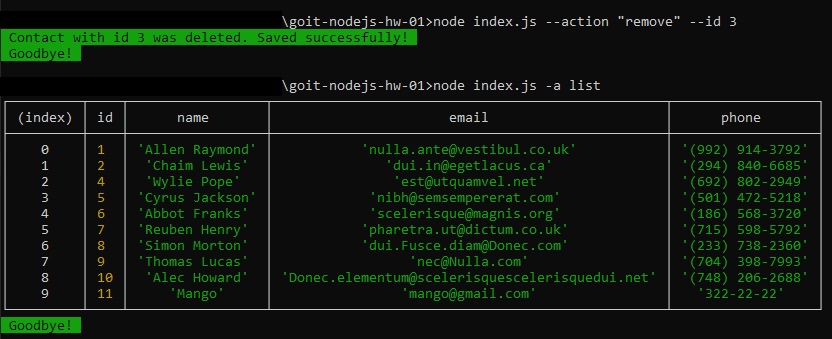 \goit-nodejs-hw-01>node index.js --action "remove" --id 3
Contact with id 3 was deleted. Saved successfully!
Goodbye!
\goit-nodejs-hw-01>node index.js -a list
(index) id name email phone
0 1 'Allen Raymond' 'nulla.ante@vestibul.co.uk' '(992) 914-3792'
1 2 'Chaim Lewis' 'dui.in@egetlacus.ca' '(294) 840-6685'
2 4 'Wylie Pope' 'est@utquamvel.net' '(692) 802-2949'
3 5 'Cyrus Jackson' 'nibh@semsempererat.com' '(501) 472-5218'
4 6 'Abbot Franks' 'scelerisque@magnis.org' '(186) 568-3720'
5 7 'Reuben Henry' 'pharetra.ut@dictum.co.uk' '(715) 598-5792'
6 8 'Simon Morton' 'dui.Fusce.diam@Donec.com' '(233) 738-2360'
7 9 'Thomas Lucas' 'nec@Nulla.com' '(704) 398-7993'
8 10 'Alec Howard' 'Donec.elementum@scelerisquescelerisquedui.net' '(748) 206-2688'
9 11 'Mango' 'mango@gmail.com' '322-22-22'
Goodbye!